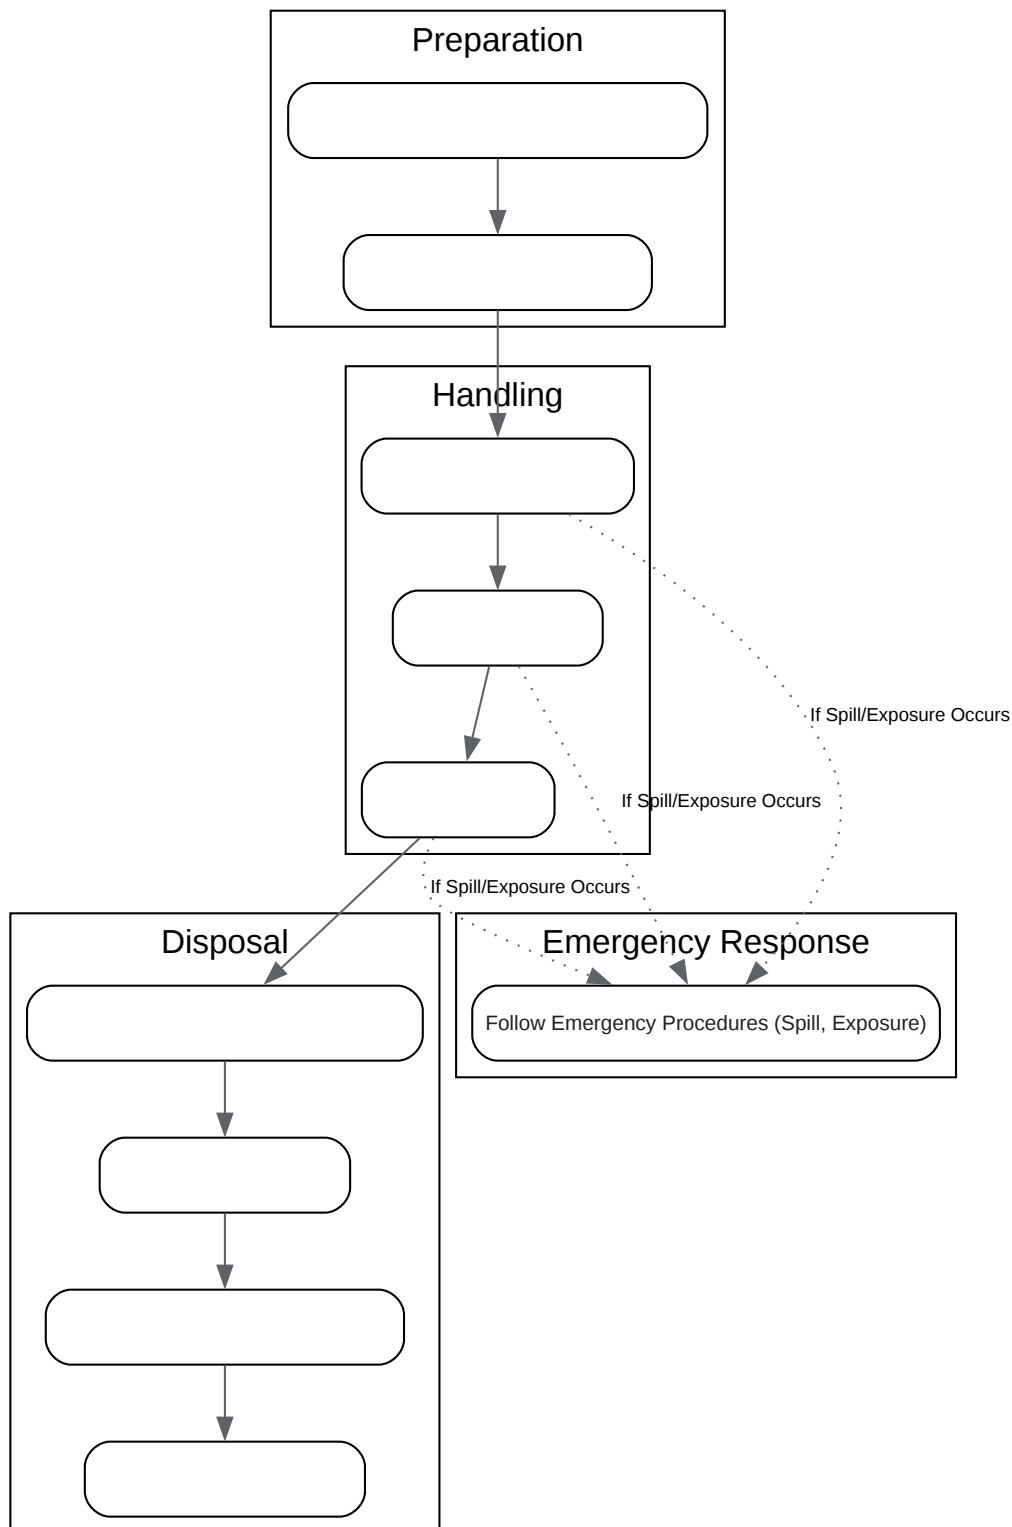 Preparation
Handling
If Spill/Exposure Occurs
If Spill/Exposure Occurs
If Spill/Exposure Occurs
Disposal
Emergency Response
Follow Emergency Procedures (Spill, Exposure)